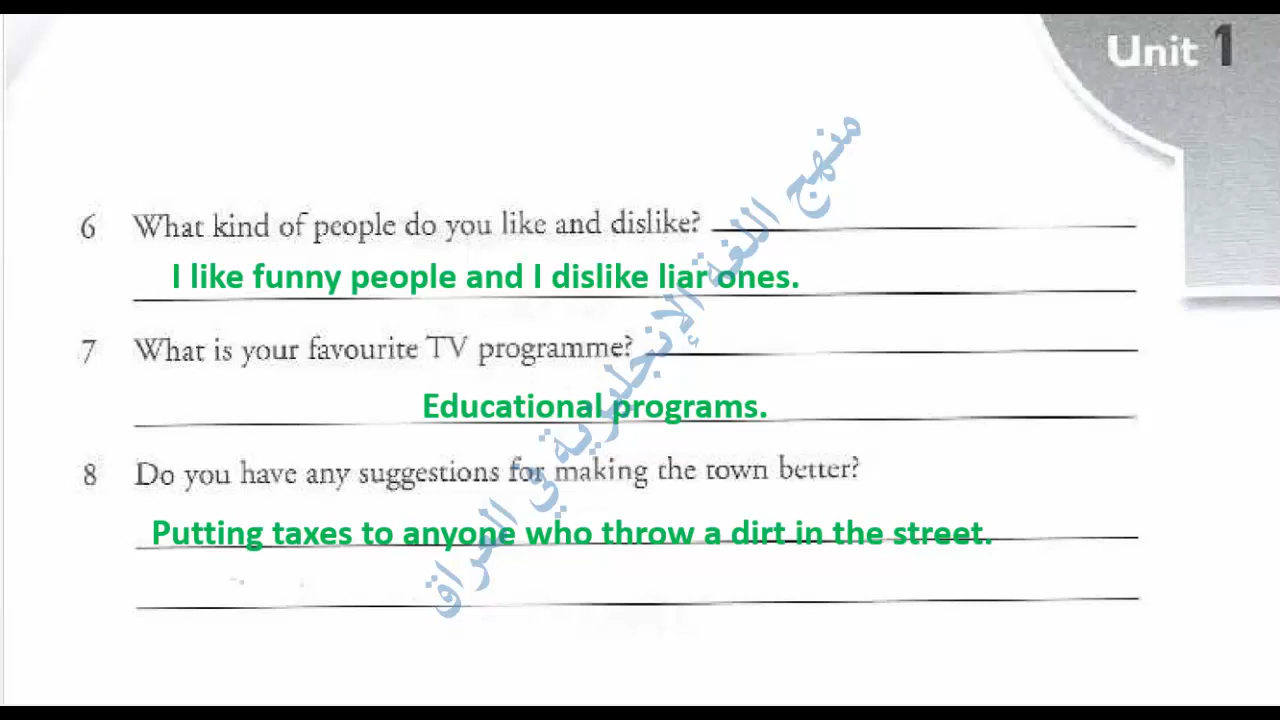 Unit 1
6 What kind of people do you like and dislike?
I like funny people and I dislike liar ones.
7 What is your favourite TV programme?
Educational programs.
8 Do you have any suggestions for making the town better?
Putting taxes to anyone who throw a dirt in the street.
منهج اللغة الإنجليزية في العراق